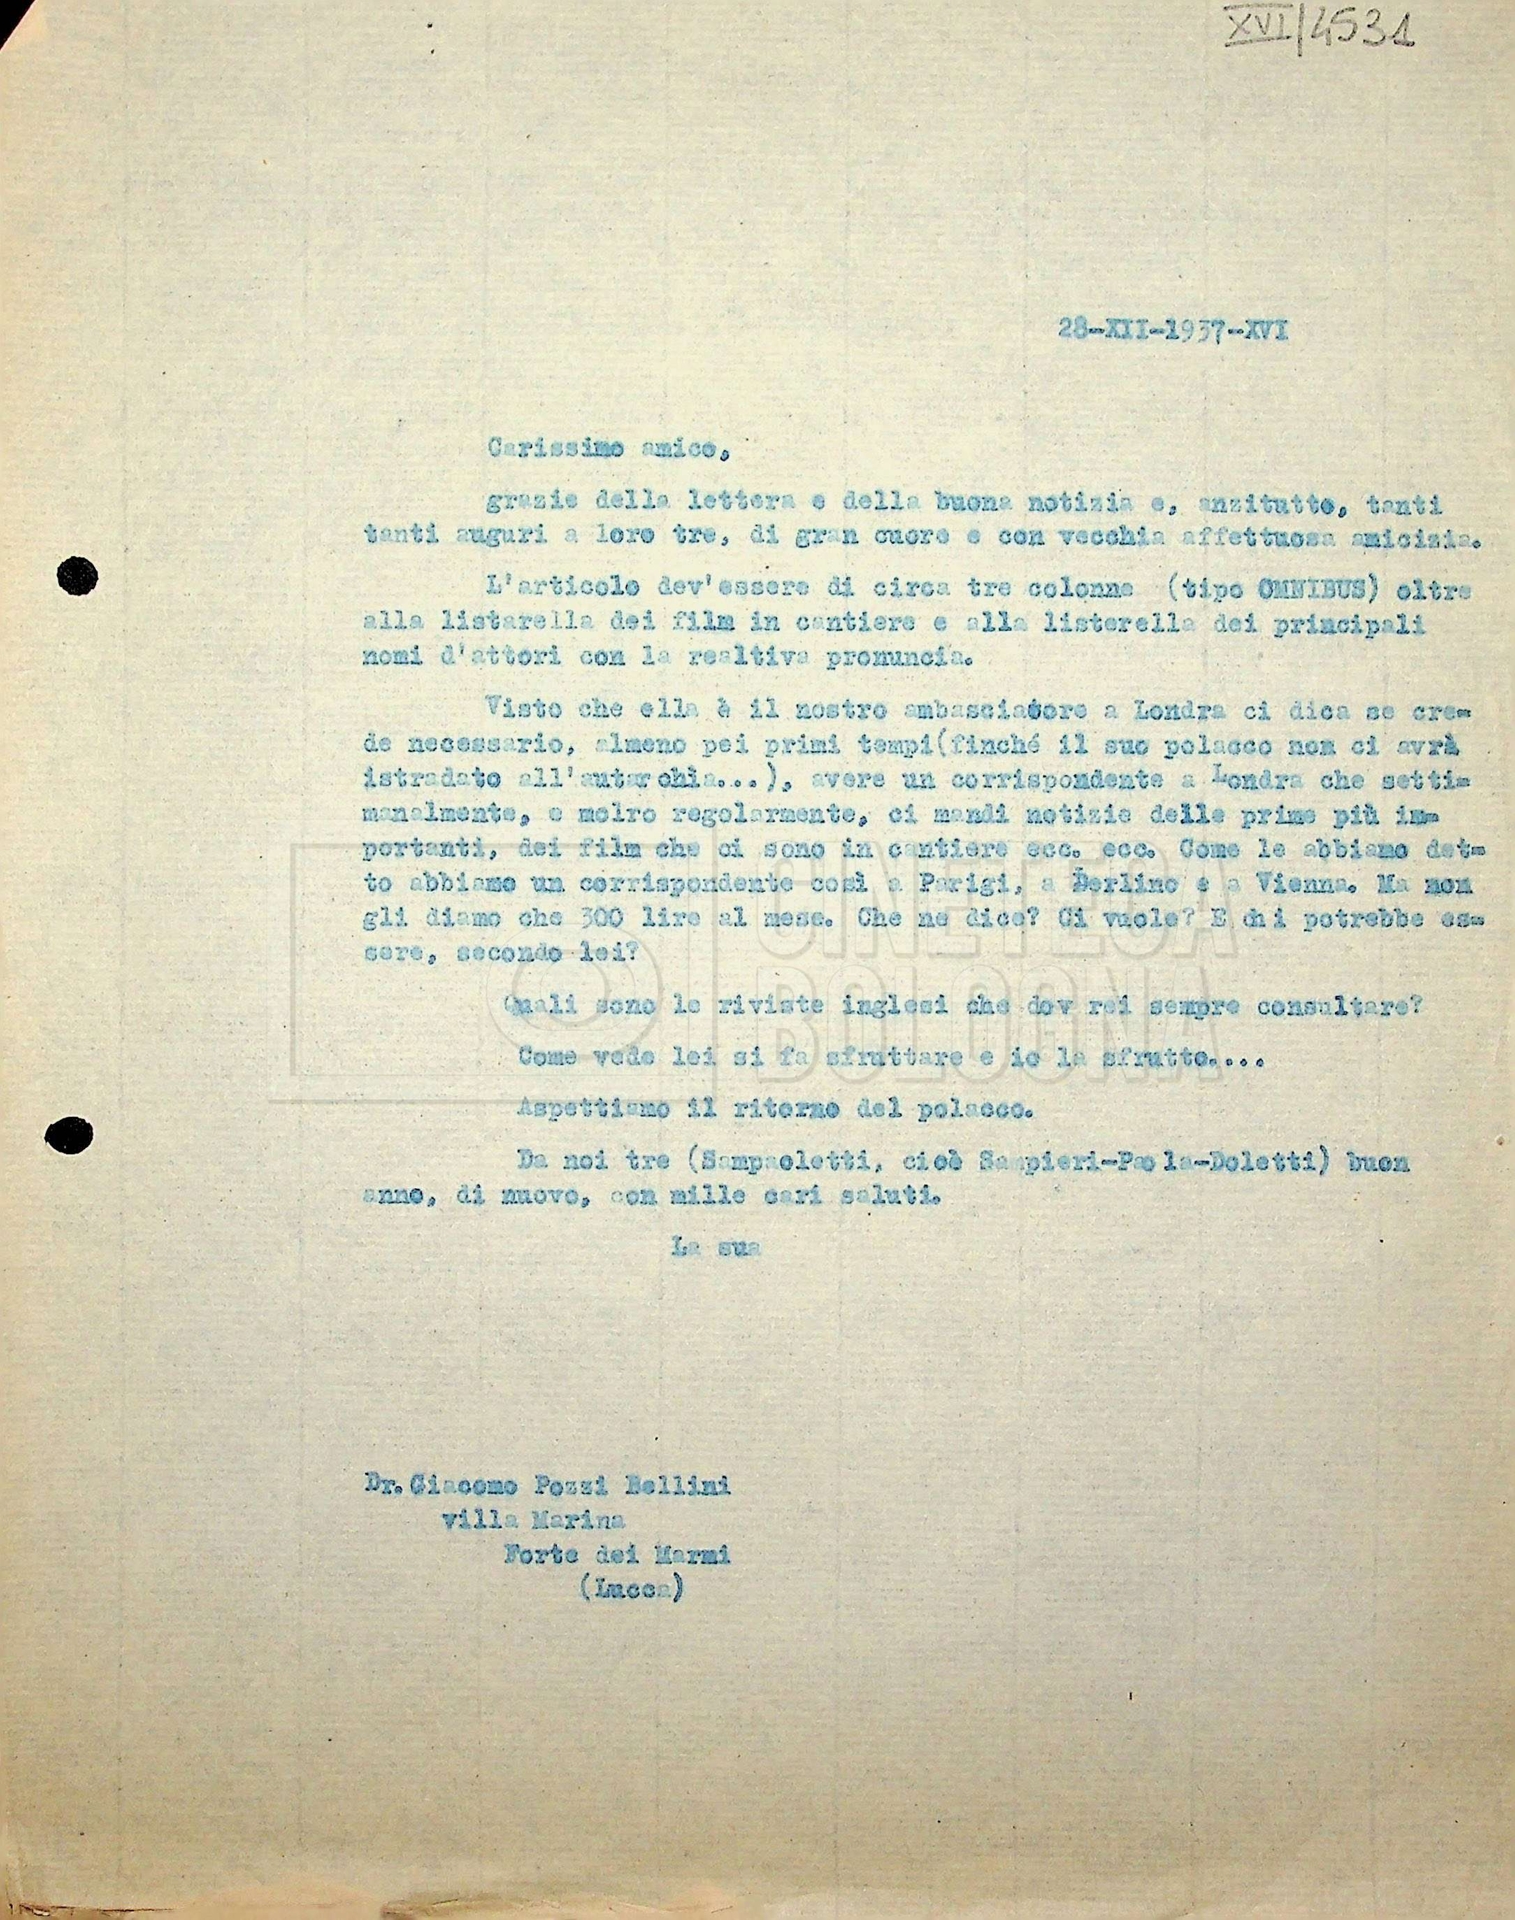 XVI/4531
28-XII-1937-XVI
Carissimo amico,
grazie della lettera e della buona notizia e, anzitutto, tanti
tanti auguri a loro tre, di gran cuore e con vecchia affettuosa amicizia.
L'articolo dev'essere di circa tre colonne (tipo OMNIBUS) oltre
alla listarella dei film in cantiere e alla listerella dei principali
nomi d'attori con la realtiva pronuncia.
Visto che ella è il nostro ambasciatore a Londra ci dica se cre=
de necessario, almeno pei primi tempi(finché il suo polacco non ci avrà
istradato all'autarchìa...), avere un corrispondente a Londra che setti=
manalmente, e molro regolarmente, ci mandi notizie delle prime più im=
portanti, dei film che ci sono in cantiere ecc. ecc. Come le abbiamo det=
to abbiamo un corrispondente così a Parigi, a Berlino e a Vienna. Ma non
gli diamo che 300 lire al mese. Che ne dice? Ci vuole? E chi potrebbe es=
sere, secondo lei?
Quali sono le riviste inglesi che dov rei sempre consultare?
Come vede lei si fa sfruttare e io la sfrutto....
Aspettiamo il ritorno del polacco.
Da noi tre (Sampaoletti, cioè Sampieri-Paola-Doletti) buon
anno, di nuovo, con mille cari saluti.
La sua
Dr. Giacomo Pozzi Bellini
villa Marina
Forte dei Marmi
(Lucca)
CINETECA
BOLOGNA